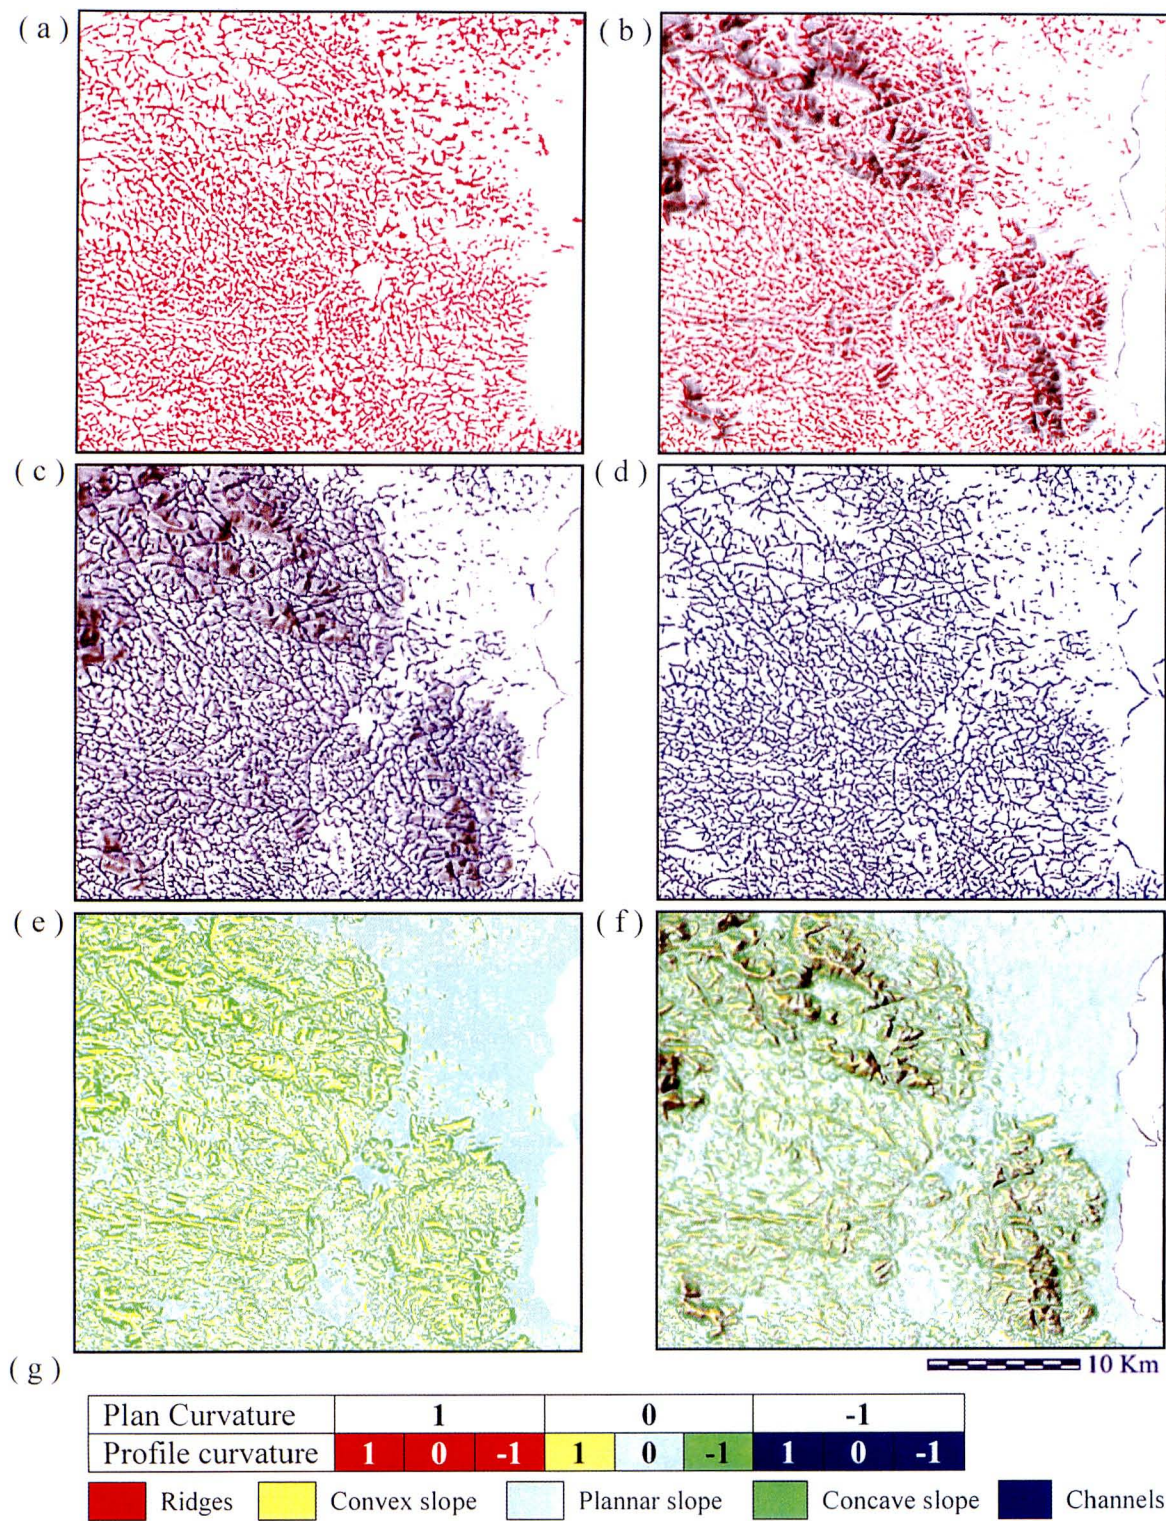 ( a )
( b )
( c )
( d )
( e )
( f )
( g )
10 Km
Plan Curvature 1 0 -1
Profile curvature 1 0 -1 1 0 -1 1 0 -1
Ridges Convex slope Plannar slope Concave slope Channels